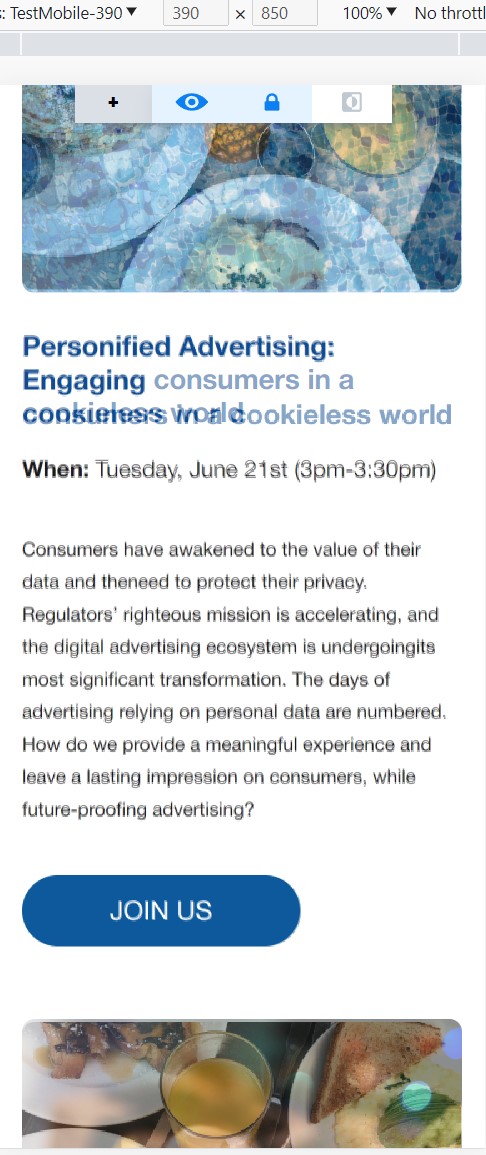 : TestMobile-390 ▼ 390 × 850 100% ▼ No throttl
+
Personified Advertising:
Engaging consumers in a
consumers in a cookieless world
cookieless world
When: Tuesday, June 21st (3pm-3:30pm)
Consumers have awakened to the value of their
data and theneed to protect their privacy.
Regulators’ righteous mission is accelerating, and
the digital advertising ecosystem is undergoingits
most significant transformation. The days of
advertising relying on personal data are numbered.
How do we provide a meaningful experience and
leave a lasting impression on consumers, while
future-proofing advertising?
JOIN US